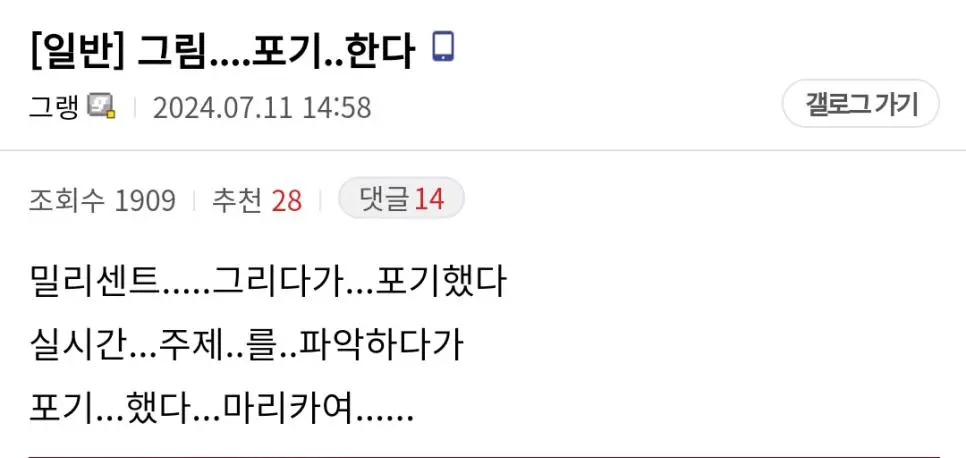 [일반] 그림....포기..한다
그랭 2024.07.11 14:58
갤로그 가기
조회수 1909 추천 28 댓글 14
밀리센트.....그리다가...포기했다
실시간...주제..를..파악하다가
포기...했다...마리카여......